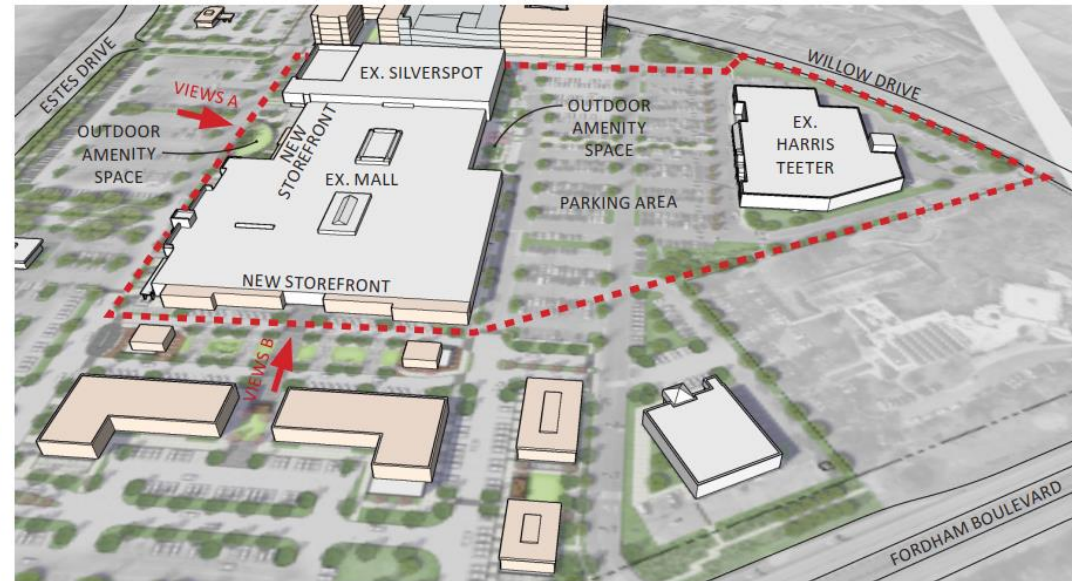 ESTES DRIVE
VIEWS A
OUTDOOR
AMENITY
SPACE
EX. SILVERSPOT
NEW
STOREFRONT
EX. MALL
NEW STOREFRONT
OUTDOOR
AMENITY
SPACE
PARKING AREA
WILLOW DRIVE
EX.
HARRIS
TEETER
VIEWS B
FORDHAM BOULEVARD